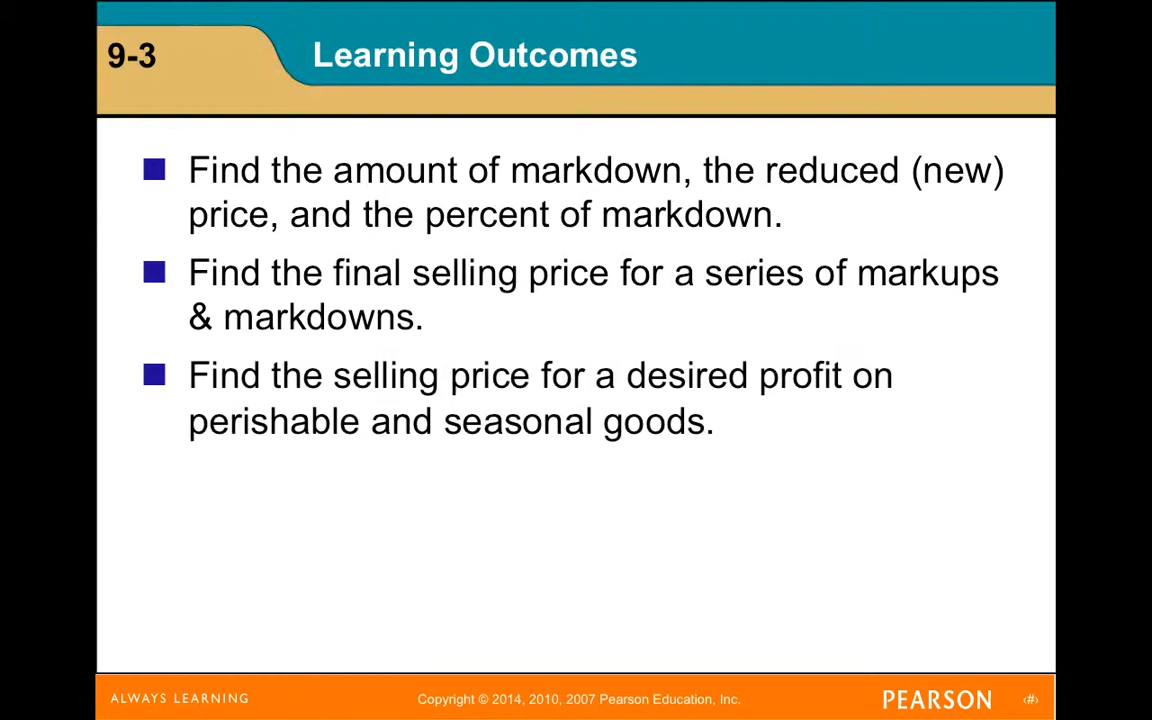 9-3
Learning Outcomes
Find the amount of markdown, the reduced (new)
price, and the percent of markdown.
Find the final selling price for a series of markups
& markdowns.
Find the selling price for a desired profit on
perishable and seasonal goods.
ALWAYS LEARNING
Copyright © 2014, 2010, 2007 Pearson Education, Inc.
PEARSON
‹#›